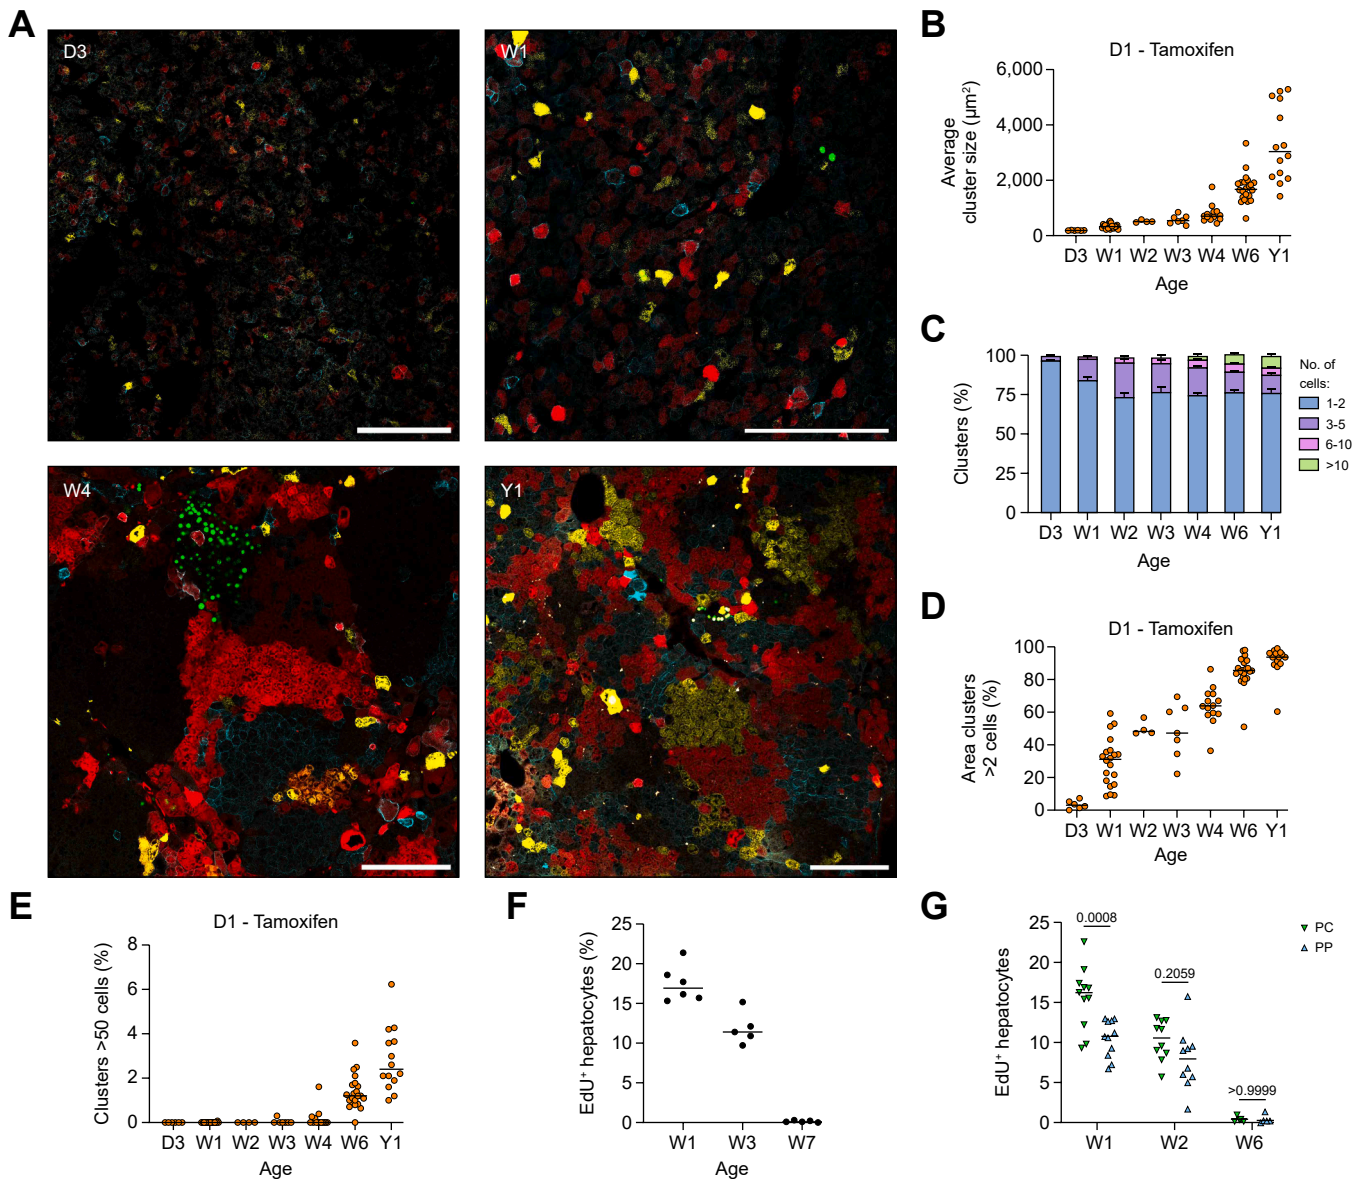 A
D3
W1
W4
Y1
B
D1 - Tamoxifen
Average
cluster size (µm²)
6,000
4,000
2,000
0
D3 W1 W2 W3 W4 W6 Y1
Age
C
Clusters (%)
100
75
50
25
0
D3 W1 W2 W3 W4 W6 Y1
Age
No. of
cells:
1-2
3-5
6-10
>10
D
D1 - Tamoxifen
Area clusters
>2 cells (%)
100
80
60
40
20
0
D3 W1 W2 W3 W4 W6 Y1
Age
E
D1 - Tamoxifen
Clusters >50 cells (%)
8
6
4
2
0
D3 W1 W2 W3 W4 W6 Y1
Age
F
EdU⁺ hepatocytes (%)
25
20
15
10
5
0
W1 W3 W7
G
EdU⁺ hepatocytes
25
20
15
10
5
0
0.0008
0.2059
>0.9999
W1 W2 W6
PC
PP